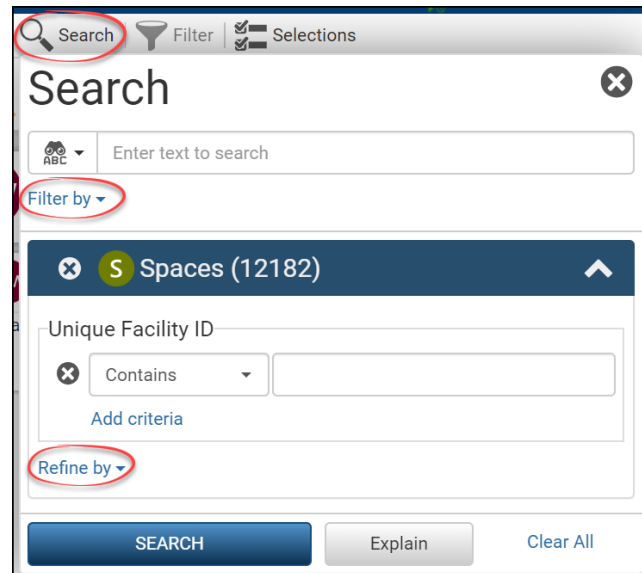 Search Filter Selections
Search
ABC Enter text to search
Filter by
S Spaces (12182)
Unique Facility ID
Contains
Add criteria
Refine by
SEARCH Explain Clear All